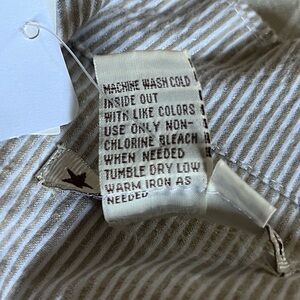 MACHINE WASH COLD
INSIDE OUT
WITH LIKE COLORS
USE ONLY NON-
CHLORINE BLEACH
WHEN NEEDED
TUMBLE DRY LOW
WARM IRON AS
NEEDED